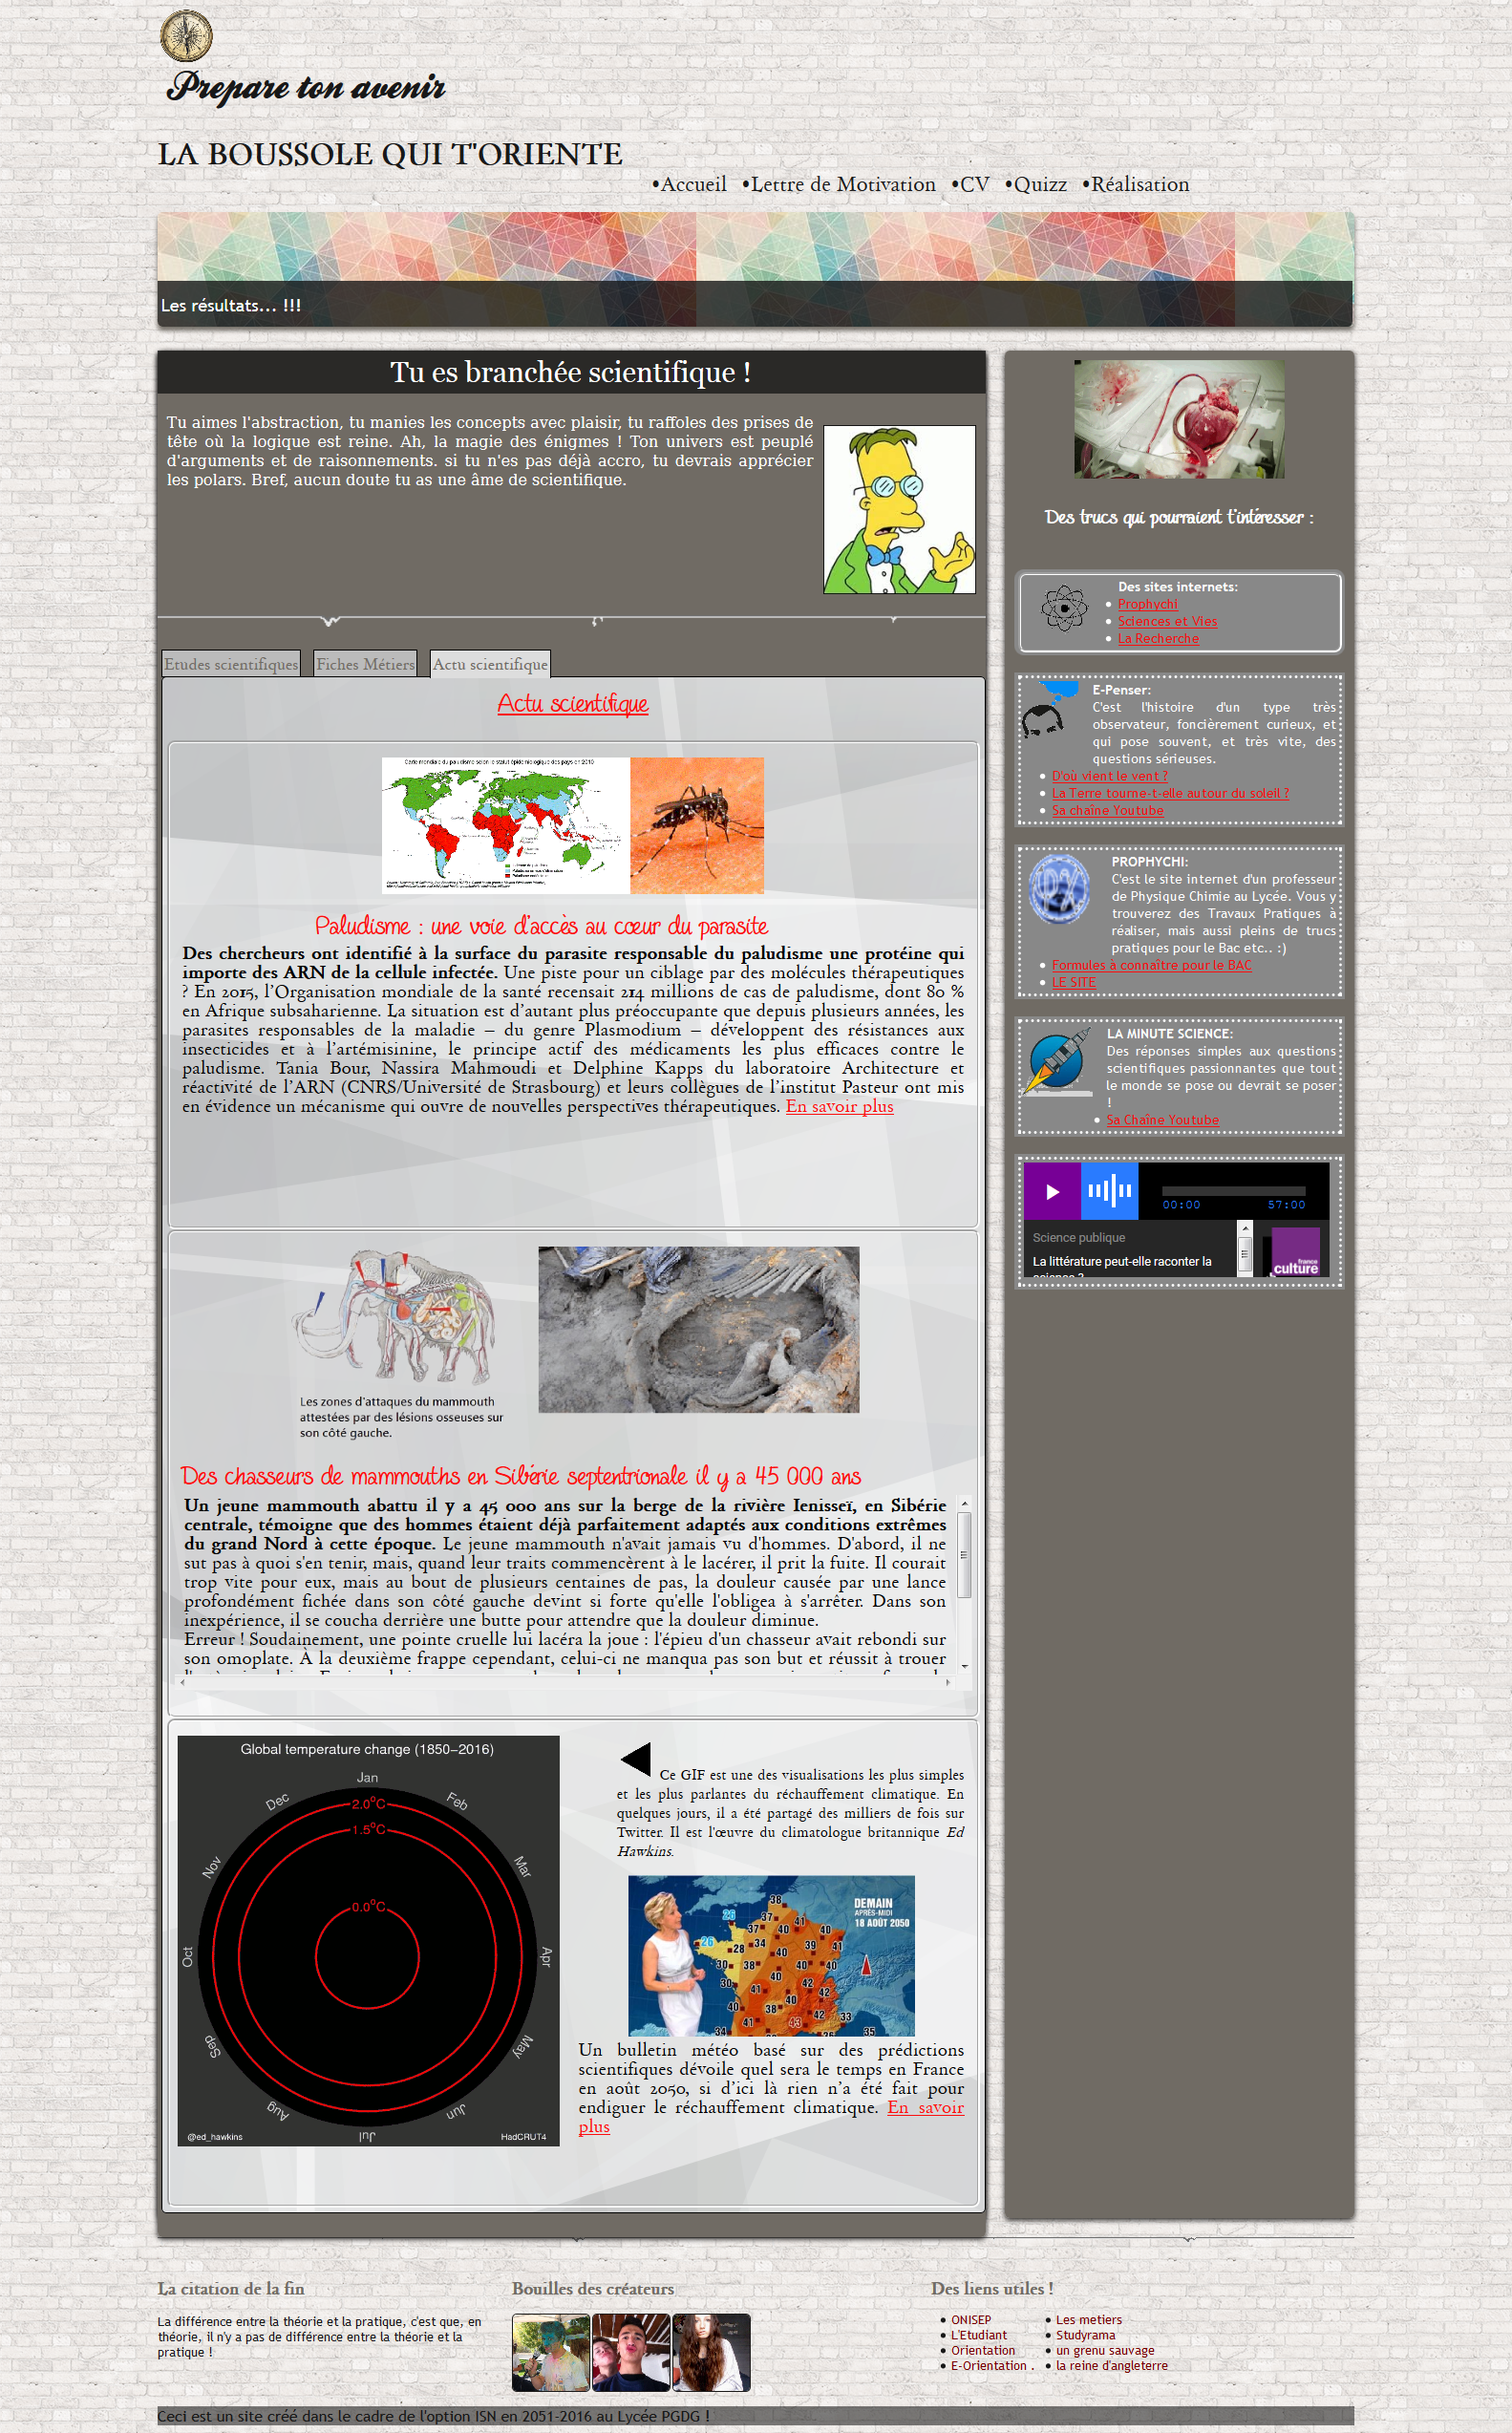 Prepare ton avenir
LA BOUSSOLE QUI T'ORIENTE
•Accueil •Lettre de Motivation •CV •Quizz •Réalisation
Les résultats... !!!
Tu es branchée scientifique !
Tu aimes l'abstraction, tu manies les concepts avec plaisir, tu raffoles des prises de
tête où la logique est reine. Ah, la magie des énigmes ! Ton univers est peuplé
d'arguments et de raisonnements. si tu n'es pas déjà accro, tu devrais apprécier
les polars. Bref, aucun doute tu as une âme de scientifique.
Etudes scientifiques
Fiches Métiers
Actu scientifique
Actu scientifique
Carte mondiale du paludisme selon le statut épidémiologique des pays en 2010
Paludisme : une voie d'accès au cœur du parasite
Des chercheurs ont identifié à la surface du parasite responsable du paludisme une protéine qui
importe des ARN de la cellule infectée. Une piste pour un ciblage par des molécules thérapeutiques
? En 2015, l’Organisation mondiale de la santé recensait 214 millions de cas de paludisme, dont 80 %
en Afrique subsaharienne. La situation est d’autant plus préoccupante que depuis plusieurs années, les
parasites responsables de la maladie – du genre Plasmodium – développent des résistances aux
insecticides et à l’artémisinine, le principe actif des médicaments les plus efficaces contre le
paludisme. Tania Bour, Nassira Mahmoudi et Delphine Kapps du laboratoire Architecture et
réactivité de l’ARN (CNRS/Université de Strasbourg) et leurs collègues de l’institut Pasteur ont mis
en évidence un mécanisme qui ouvre de nouvelles perspectives thérapeutiques. En savoir plus
Les zones d'attaques du mammouth
attestées par des lésions osseuses sur
son côté gauche.
Des chasseurs de mammouths en Sibérie septentrionale il y a 45 000 ans
Un jeune mammouth abattu il y a 45 000 ans sur la berge de la rivière Ienisseï, en Sibérie
centrale, témoigne que des hommes étaient déjà parfaitement adaptés aux conditions extrêmes
du grand Nord à cette époque. Le jeune mammouth n'avait jamais vu d'hommes. D'abord, il ne
sut pas à quoi s'en tenir, mais, quand leur traits commencèrent à le lacérer, il prit la fuite. Il courait
trop vite pour eux, mais au bout de plusieurs centaines de pas, la douleur causée par une lance
profondément fichée dans son côté gauche devint si forte qu'elle l'obligea à s'arrêter. Dans son
inexpérience, il se coucha derrière une butte pour attendre que la douleur diminue.
Erreur ! Soudainement, une pointe cruelle lui lacéra la joue : l'épieu d'un chasseur avait rebondi sur
son omoplate. À la deuxième frappe cependant, celui-ci ne manqua pas son but et réussit à trouer
Global temperature change (1850–2016)
Jan
Feb
Mar
Apr
May
Jun
Jul
Aug
Sep
Oct
Nov
Dec
2.0°C
1.5°C
0.0°C
@ed_hawkins
HadCRUT4
Ce GIF est une des visualisations les plus simples
et les plus parlantes du réchauffement climatique. En
quelques jours, il a été partagé des milliers de fois sur
Twitter. Il est l'œuvre du climatologue britannique Ed
Hawkins.
DEMAIN
APRÈS-MIDI
18 AOÛT 2050
Un bulletin météo basé sur des prédictions
scientifiques dévoile quel sera le temps en France
en août 2050, si d’ici là rien n’a été fait pour
endiguer le réchauffement climatique. En savoir
plus
Des trucs qui pourraient t'intéresser :
Des sites internets:
Prophychi
Sciences et Vies
La Recherche
E-Penser:
C'est l'histoire d'un type très
observateur, foncièrement curieux, et
qui pose souvent, et très vite, des
questions sérieuses.
D'où vient le vent ?
La Terre tourne-t-elle autour du soleil ?
Sa chaîne Youtube
PROPHYCHI:
C'est le site internet d'un professeur
de Physique Chimie au Lycée. Vous y
trouverez des Travaux Pratiques à
réaliser, mais aussi pleins de trucs
pratiques pour le Bac etc.. :)
Formules à connaître pour le BAC
LE SITE
LA MINUTE SCIENCE:
Des réponses simples aux questions
scientifiques passionnantes que tout
le monde se pose ou devrait se poser
!
Sa Chaîne Youtube
00:00 57:00
Science publique
La littérature peut-elle raconter la
science ?
france
culture
La citation de la fin
La différence entre la théorie et la pratique, c'est que, en
théorie, il n'y a pas de différence entre la théorie et la
pratique !
Bouilles des créateurs
Des liens utiles !
ONISEP
L'Etudiant
Orientation
E-Orientation .
Les metiers
Studyrama
un grenu sauvage
la reine d'angleterre
Ceci est un site créé dans le cadre de l'option ISN en 2051-2016 au Lycée PGDG !